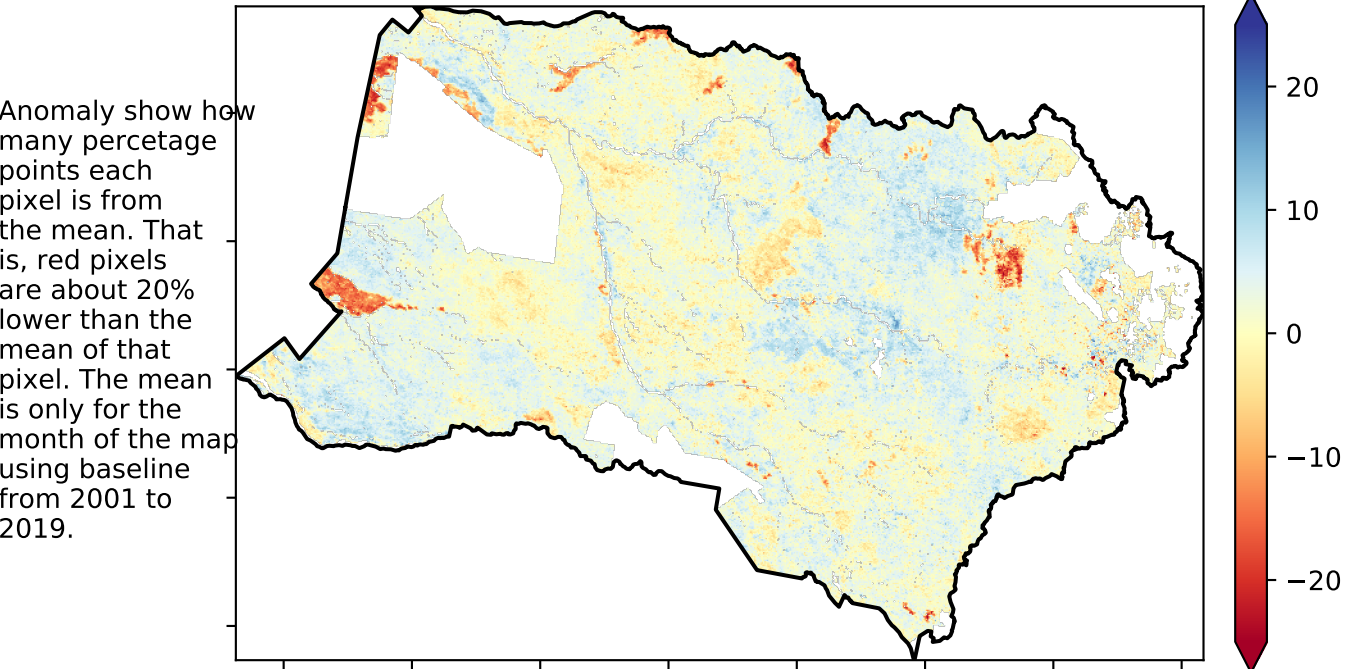 Anomaly show how
many percetage
points each
pixel is from
the mean. That
is, red pixels
are about 20%
lower than the
mean of that
pixel. The mean
is only for the
month of the map
using baseline
from 2001 to
2019.
20
10
0
−10
−20